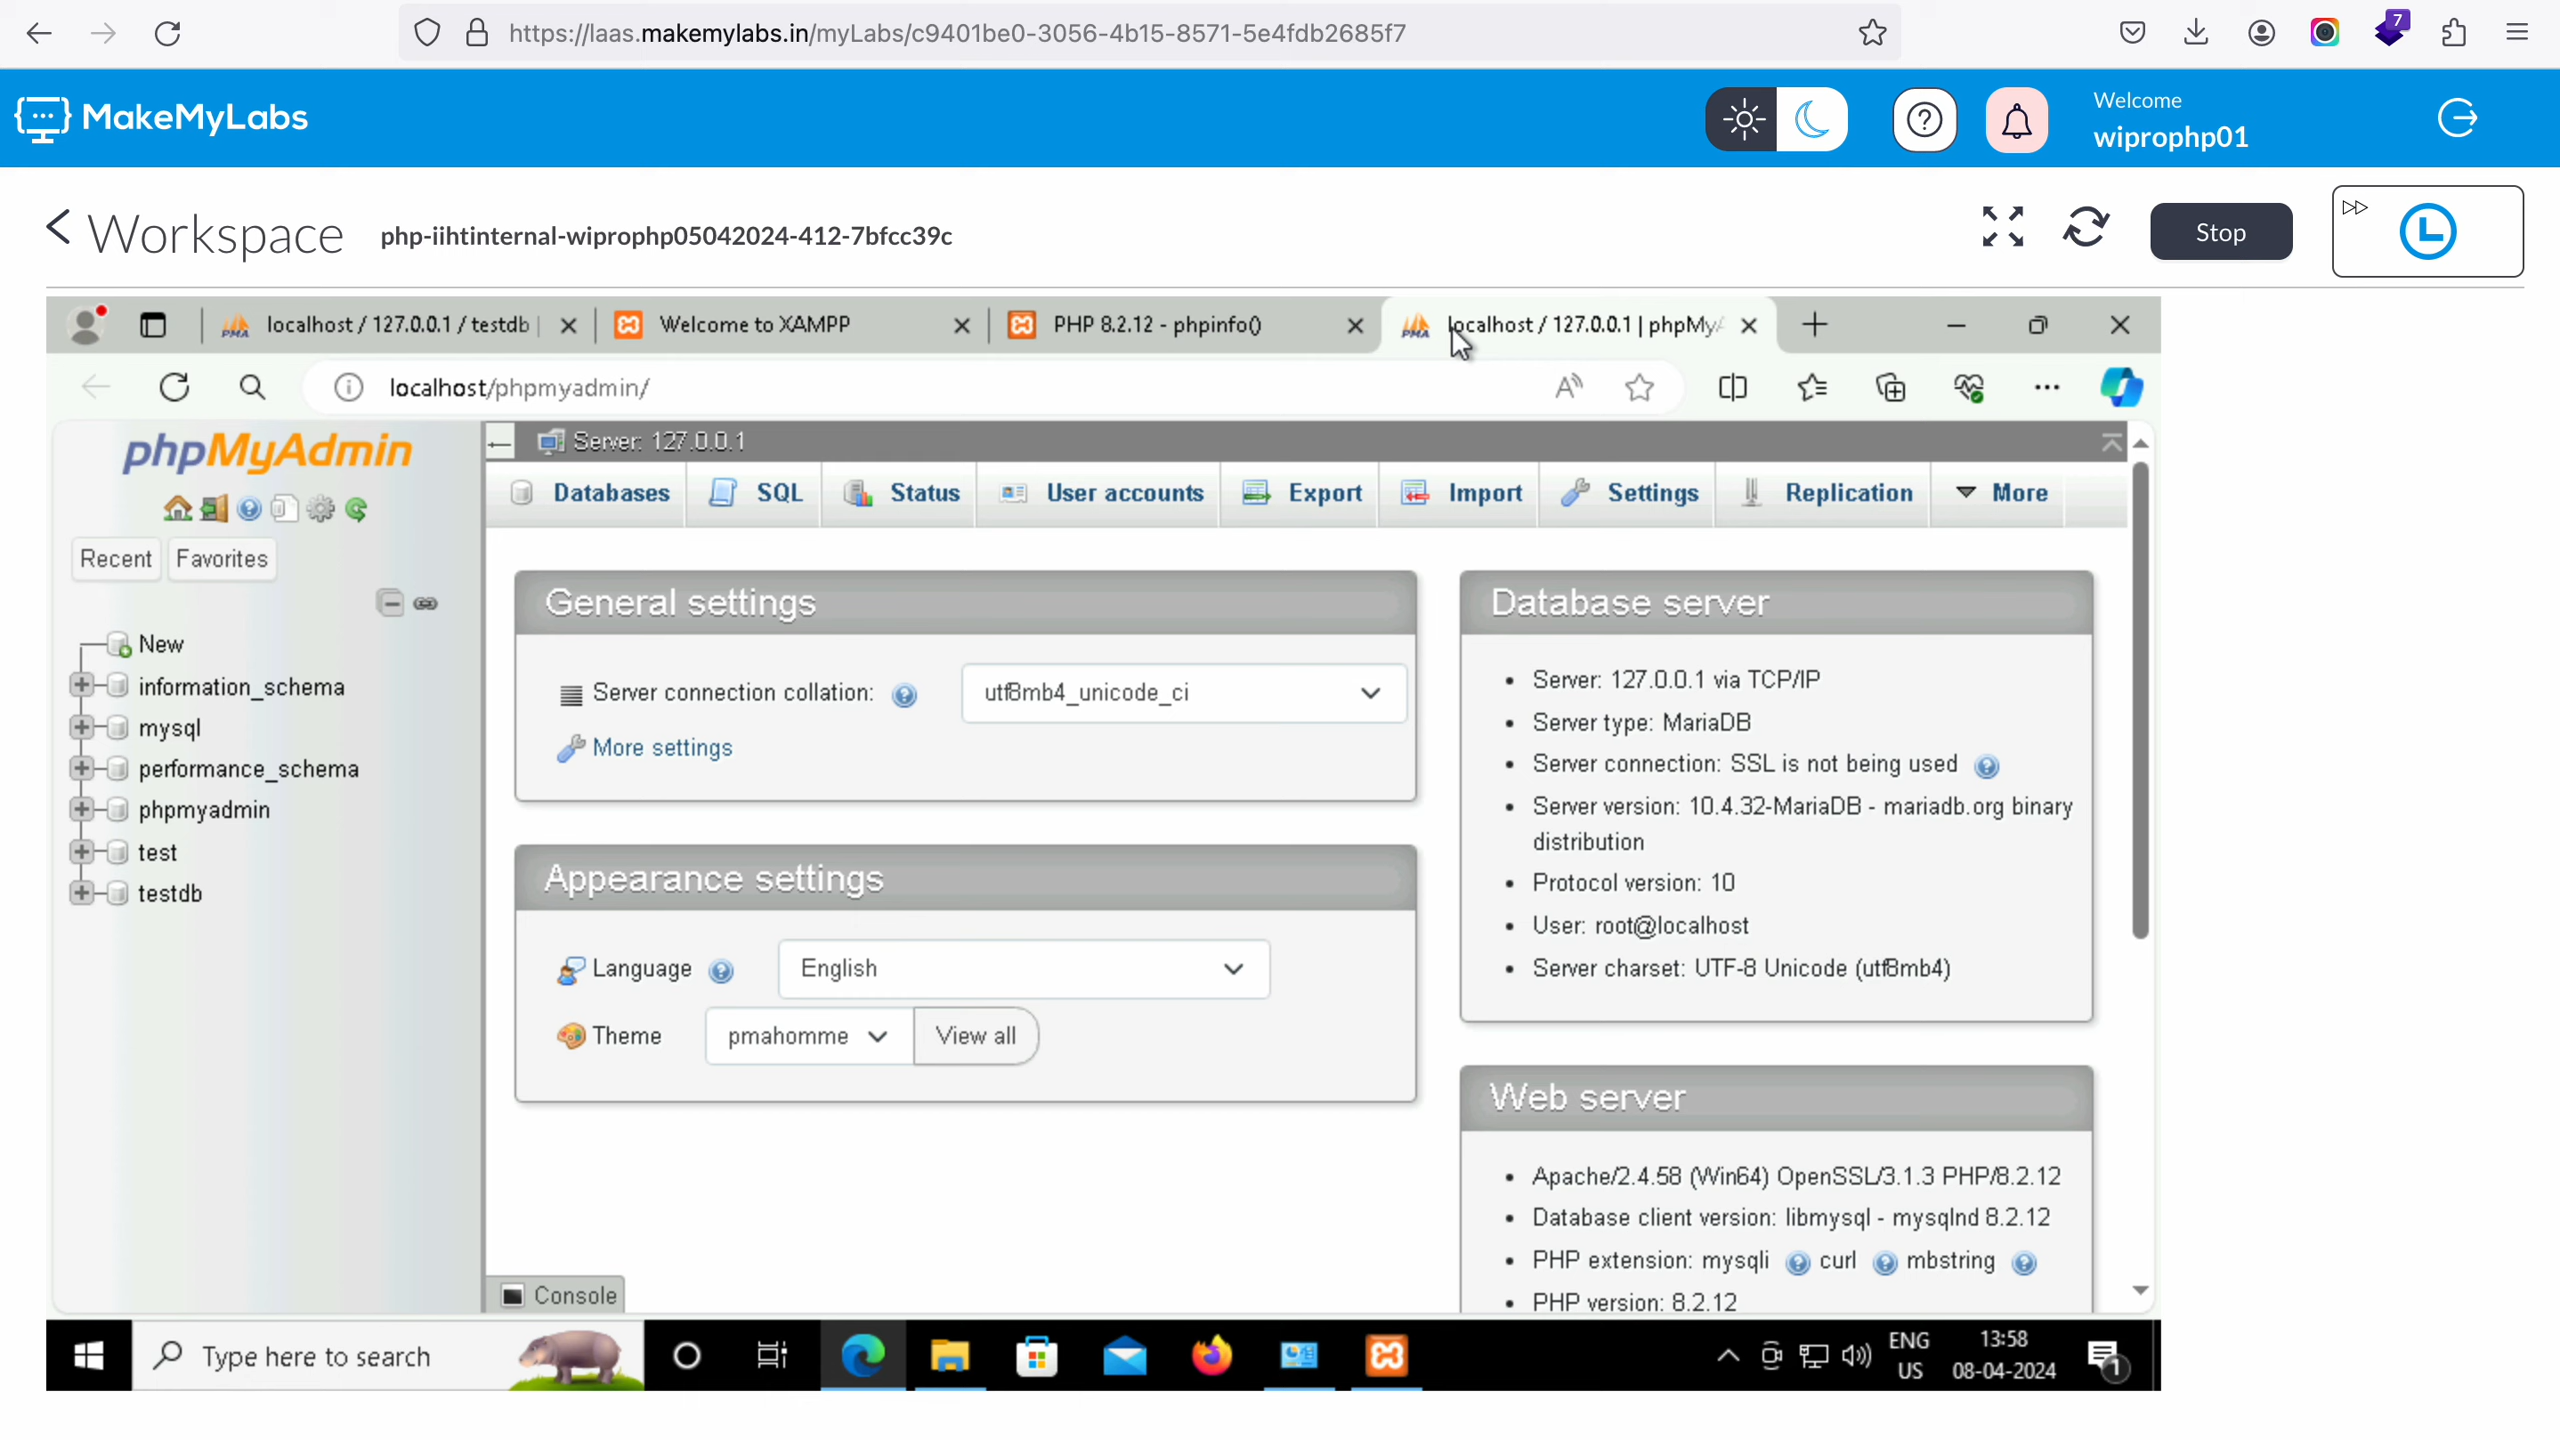 https://laas.makemylabs.in/myLabs/c9401be0-3056-4b15-8571-5e4fdb2685f7
7
MakeMyLabs
Welcome
wiprophp01
Workspace php-iihtinternal-wiprophp05042024-412-7bfcc39c
Stop
localhost / 127.0.0.1 / testdb |
Welcome to XAMPP
PHP 8.2.12 - phpinfo()
localhost / 127.0.0.1 | phpMyA
localhost/phpmyadmin/
phpMyAdmin
Server: 127.0.0.1
Databases SQL Status User accounts Export Import Settings Replication More
Recent Favorites
New
information_schema
mysql
performance_schema
phpmyadmin
test
testdb
General settings
Server connection collation:
utf8mb4_unicode_ci
More settings
Appearance settings
Language
English
Theme
pmahomme
View all
Database server
Server: 127.0.0.1 via TCP/IP
Server type: MariaDB
Server connection: SSL is not being used
Server version: 10.4.32-MariaDB - mariadb.org binary
distribution
Protocol version: 10
User: root@localhost
Server charset: UTF-8 Unicode (utf8mb4)
Web server
Apache/2.4.58 (Win64) OpenSSL/3.1.3 PHP/8.2.12
Database client version: libmysql - mysqlnd 8.2.12
PHP extension: mysqli curl mbstring
PHP version: 8.2.12
Console
Type here to search
ENG
US
13:58
08-04-2024
1